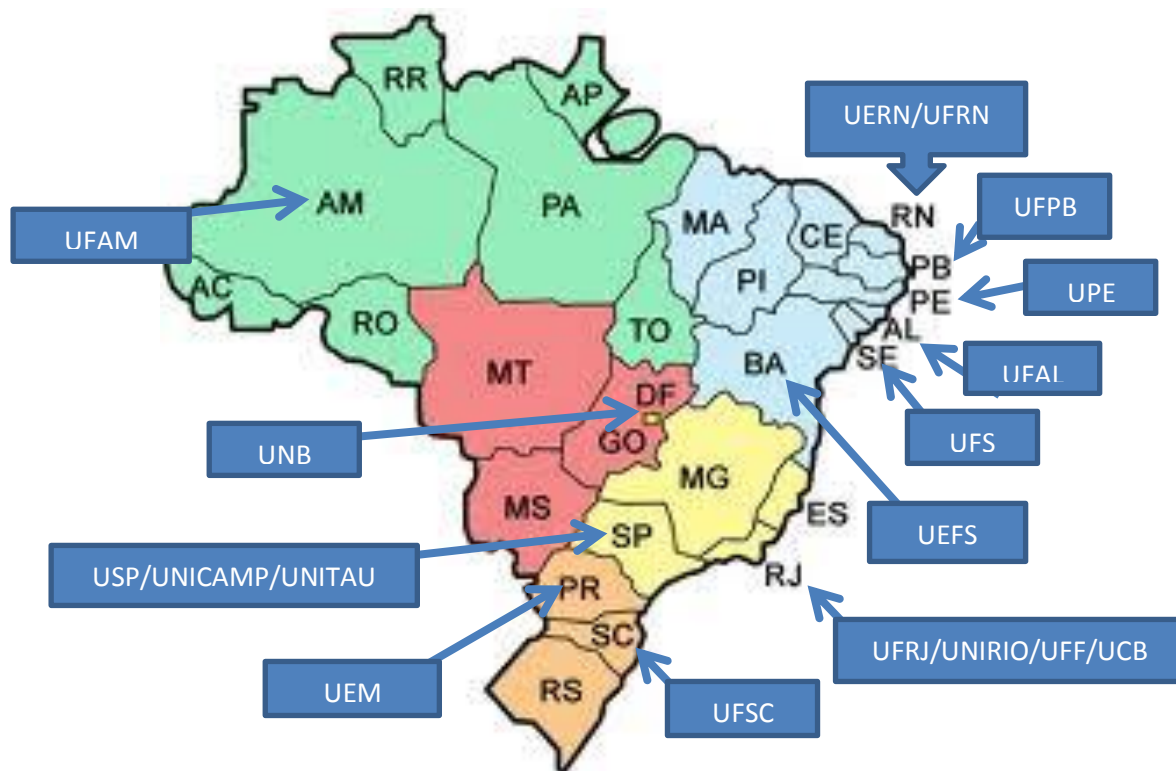 RR
AP
UERN/UFRN
AM
PA
RN
UFPB
UFAM
MA
CE
PB
AC
PI
PE
UPE
RO
TO
AL
SE
UFAL
MT
BA
DF
UNB
GO
UFS
MG
MS
ES
UEFS
SP
USP/UNICAMP/UNITAU
RJ
PR
SC
UFRJ/UNIRIO/UFF/UCB
UEM
RS
UFSC